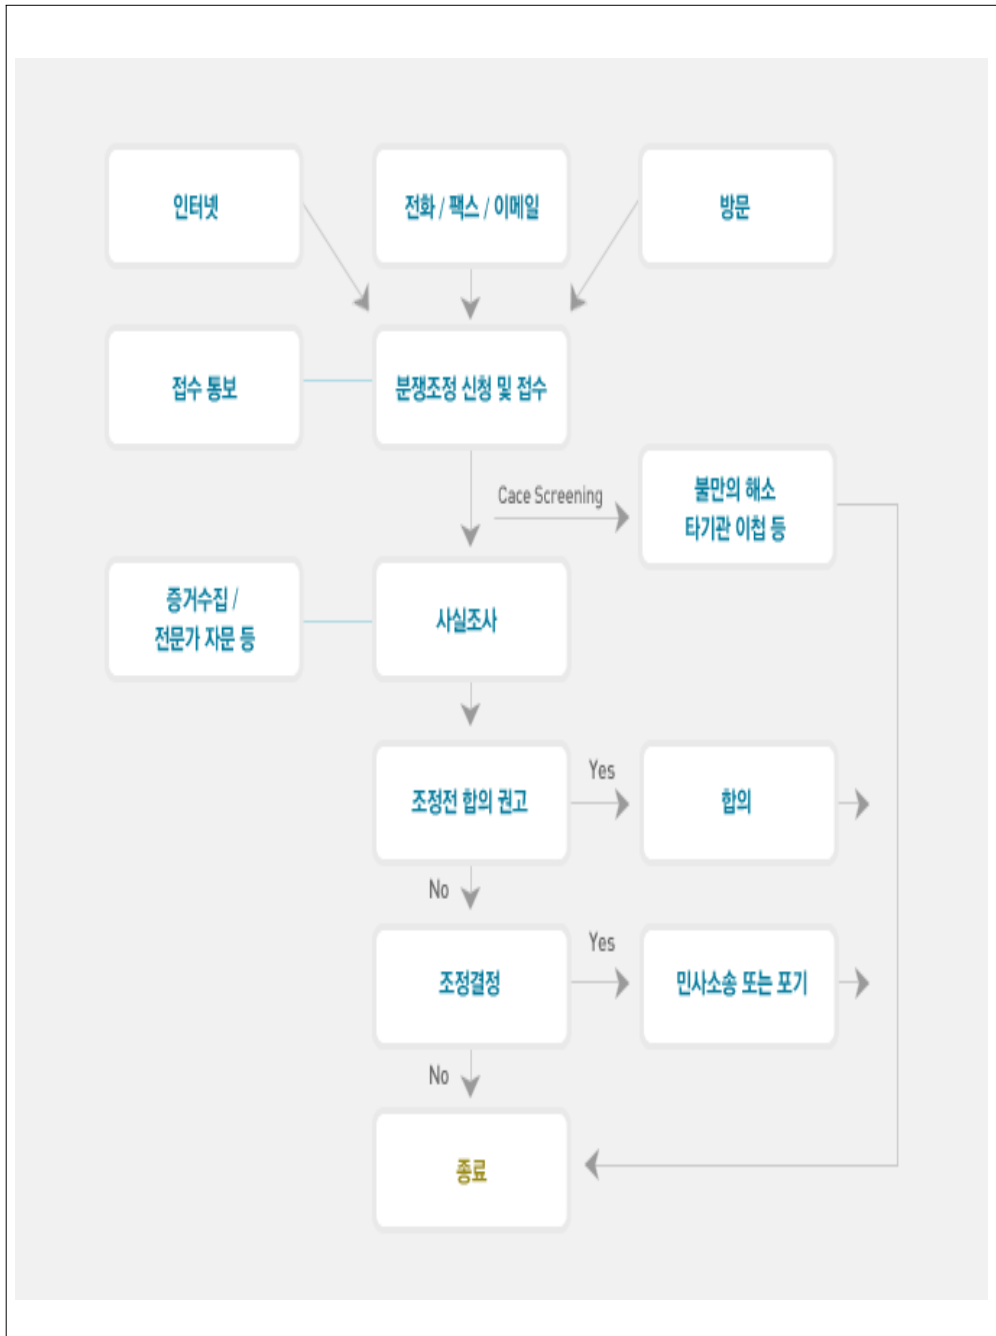 인터넷
전화 / 팩스 / 이메일
방문
접수 통보
분쟁조정 신청 및 접수
Cace Screening
불만의 해소
타기관 이첩 등
증거수집 /
전문가 자문 등
사실조사
조정전 합의 권고
Yes
합의
No
조정결정
Yes
민사소송 또는 포기
No
종료